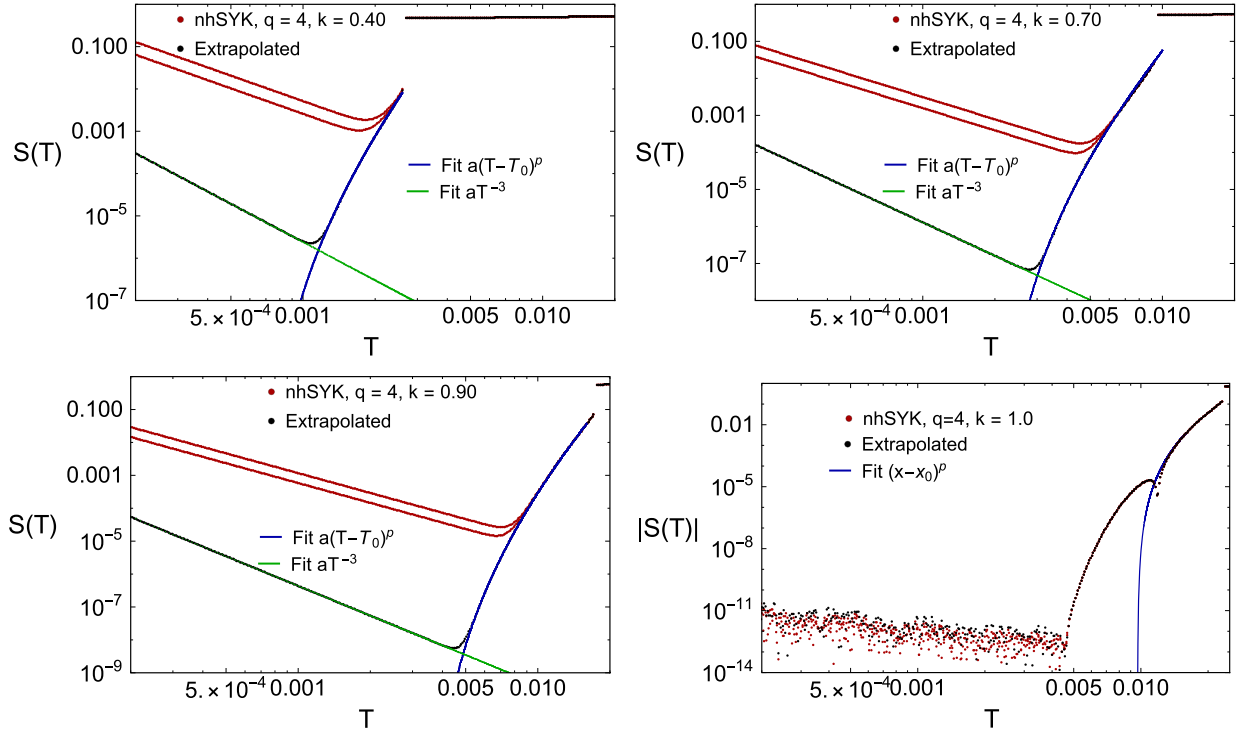 nhSYK, q = 4, k = 0.40
Extrapolated
0.100
0.001
10⁻⁵
10⁻⁷
S(T)
Fit a(T−T₀)ᵖ
Fit aT⁻³
5.×10⁻⁴ 0.001 0.005 0.010
T
nhSYK, q = 4, k = 0.70
Extrapolated
0.100
0.001
10⁻⁵
10⁻⁷
S(T)
Fit a(T−T₀)ᵖ
Fit aT⁻³
5.×10⁻⁴ 0.001 0.005 0.010
T
nhSYK, q = 4, k = 0.90
Extrapolated
0.100
0.001
10⁻⁵
10⁻⁷
10⁻⁹
S(T)
Fit a(T−T₀)ᵖ
Fit aT⁻³
5.×10⁻⁴ 0.001 0.005 0.010
T
nhSYK, q=4, k = 1.0
Extrapolated
Fit (x−x₀)ᵖ
0.01
10⁻⁵
10⁻⁸
10⁻¹¹
10⁻¹⁴
|S(T)|
5.×10⁻⁴ 0.001 0.005 0.010
T